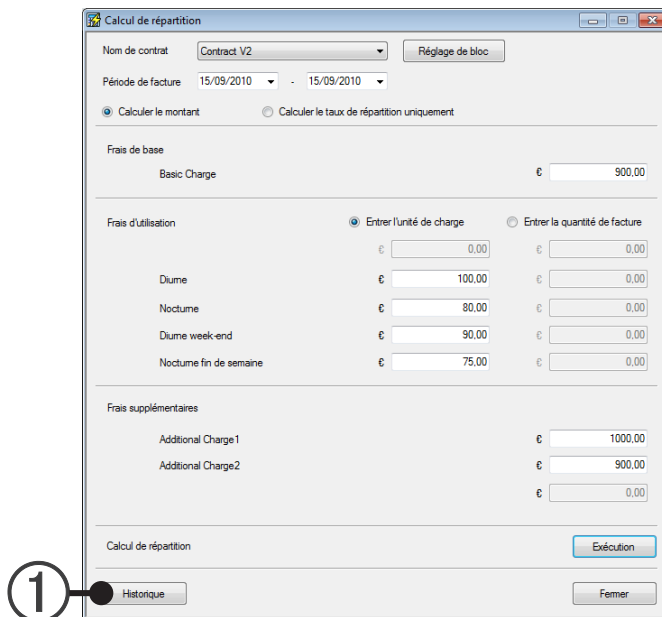 Calcul de répartition
Nom de contrat Contract V2 Réglage de bloc
Période de facture 15/09/2010 - 15/09/2010
Calculer le montant Calculer le taux de répartition uniquement
Frais de base
Basic Charge € 900,00
Frais d'utilisation Entrer l'unité de charge Entrer la quantité de facture
€ 0,00 € 0,00
Diurne € 100,00 € 0,00
Nocturne € 80,00 € 0,00
Diurne week-end € 90,00 € 0,00
Nocturne fin de semaine € 75,00 € 0,00
Frais supplémentaires
Additional Charge1 € 1000,00
Additional Charge2 € 900,00
€ 0,00
Calcul de répartition Exécution
1 Historique Fermer